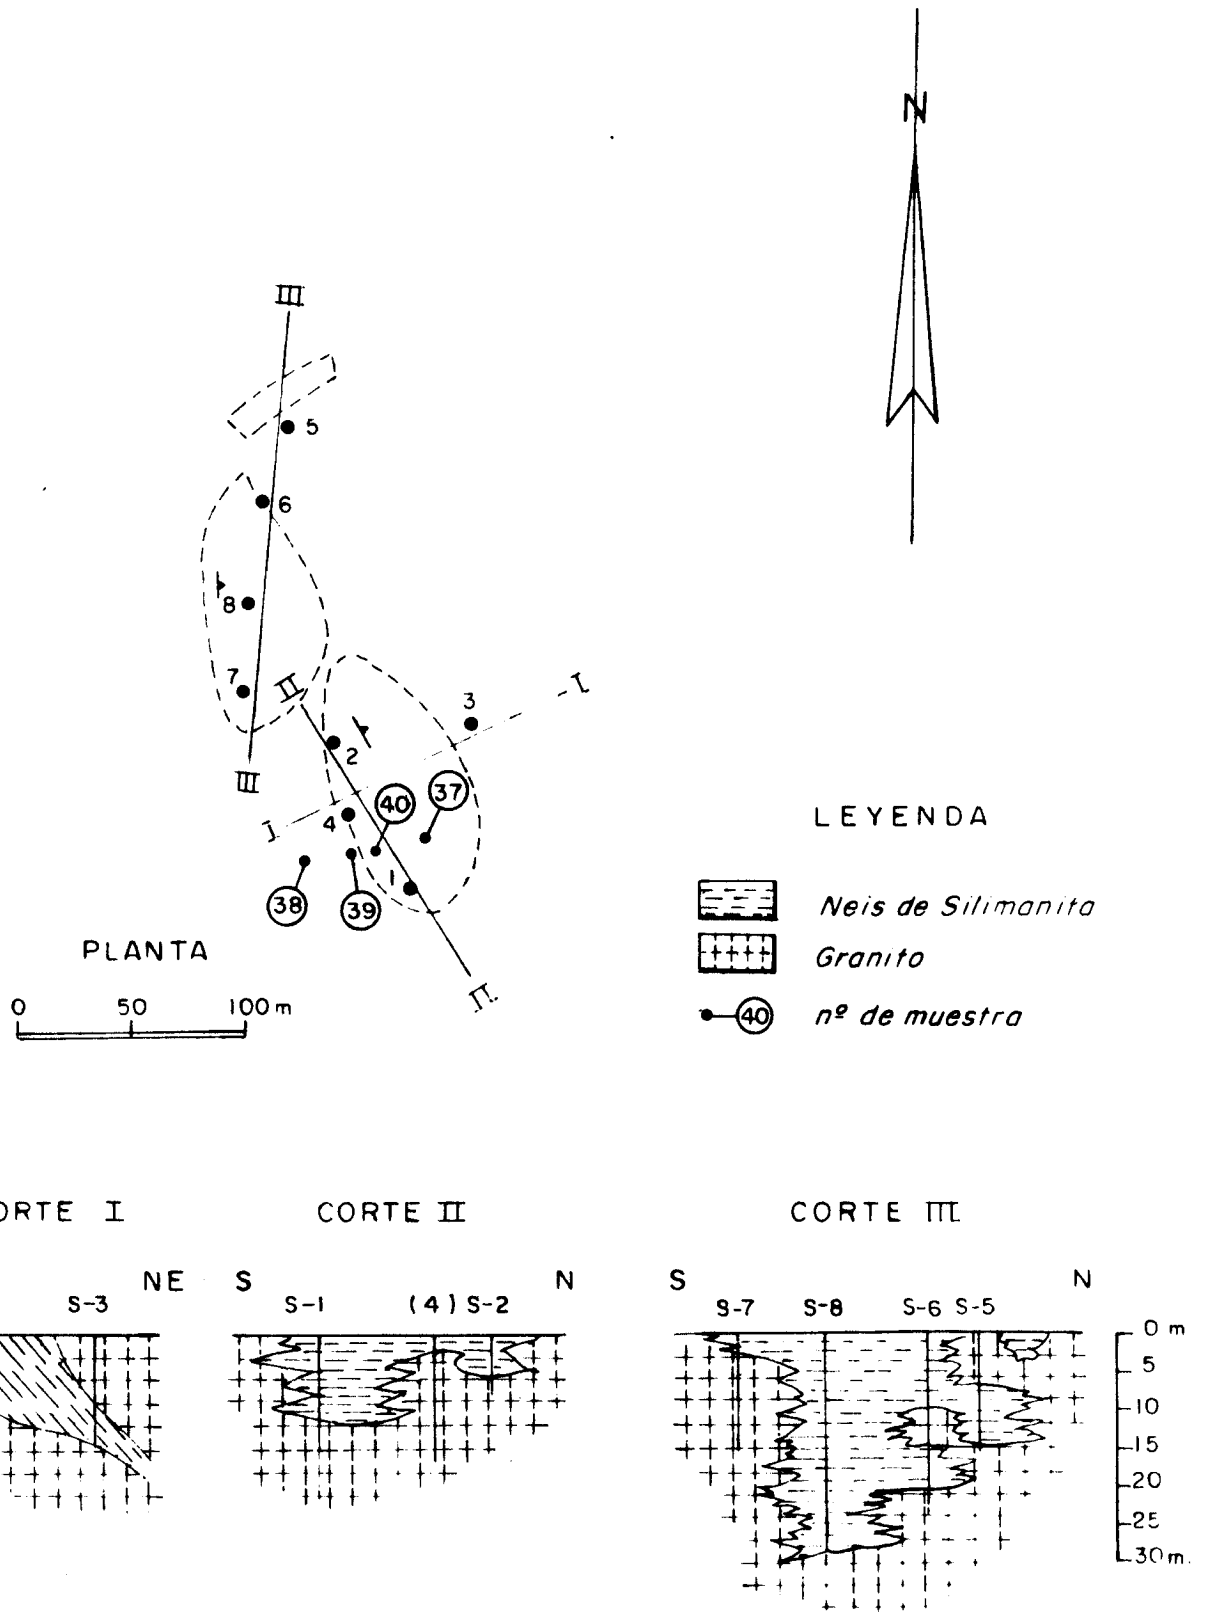 N
III
5
6
8
7
II
3
I
2
40
37
4
I
1
38
39
III
II
PLANTA
0 50 100 m
LEYENDA
Neis de Silimanita
Granito
40 nº de muestra
ORTE I
NE
S-3
CORTE II
S N
S-1 (4) S-2
CORTE III
S N
S-7 S-8 S-6 S-5
0 m
5
10
15
20
25
30 m.